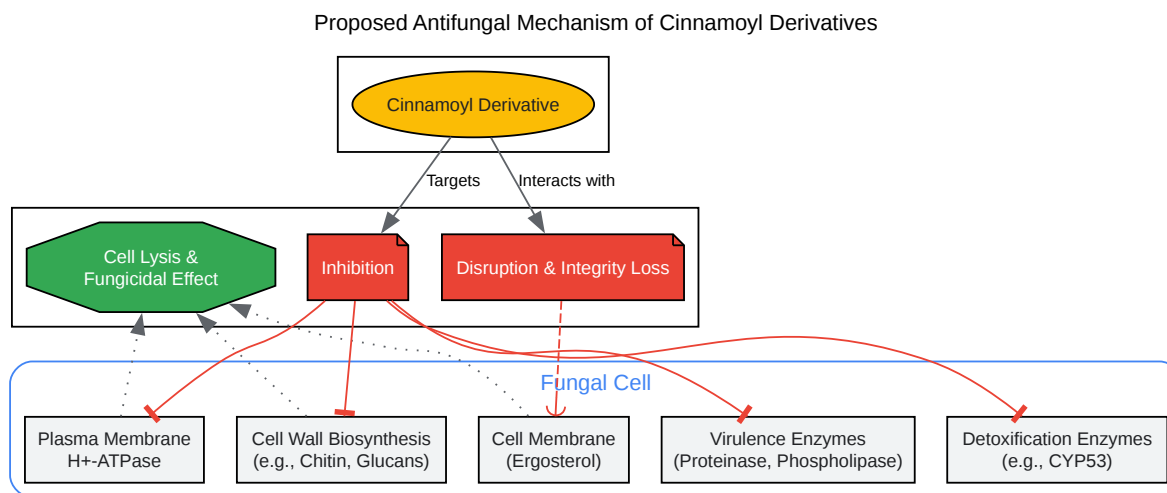 Proposed Antifungal Mechanism of Cinnamoyl Derivatives
Cinnamoyl Derivative
Targets
Interacts with
Cell Lysis &
Fungicidal Effect
Inhibition
Disruption & Integrity Loss
Fungal Cell
Plasma Membrane
H+-ATPase
Cell Wall Biosynthesis
(e.g., Chitin, Glucans)
Cell Membrane
(Ergosterol)
Virulence Enzymes
(Proteinase, Phospholipase)
Detoxification Enzymes
(e.g., CYP53)